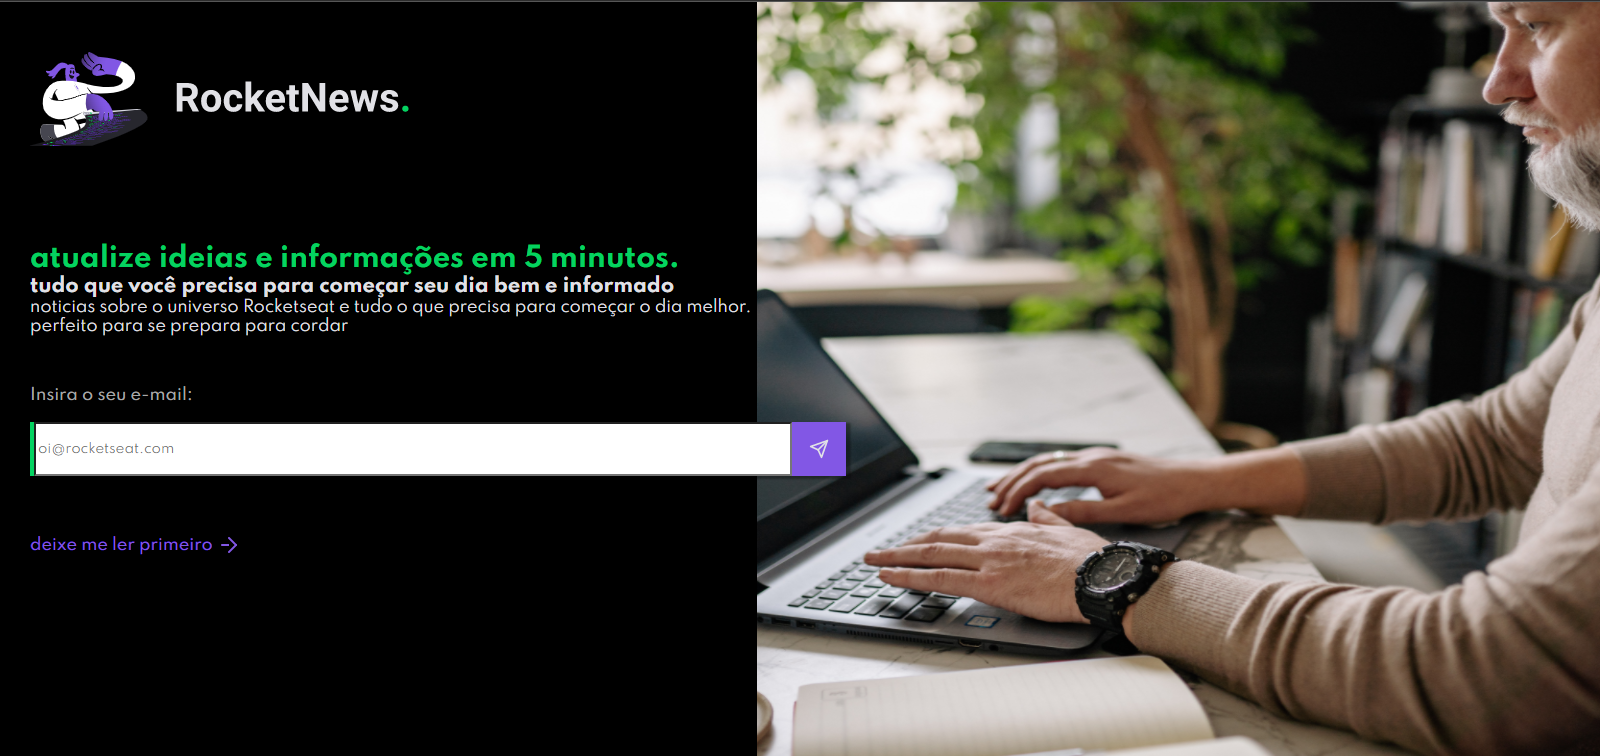 RocketNews.
atualize ideias e informações em 5 minutos.
tudo que você precisa para começar seu dia bem e informado
noticias sobre o universo Rocketseat e tudo o que precisa para começar o dia melhor.
perfeito para se prepara para cordar
Insira o seu e-mail:
oi@rocketseat.com
deixe me ler primeiro